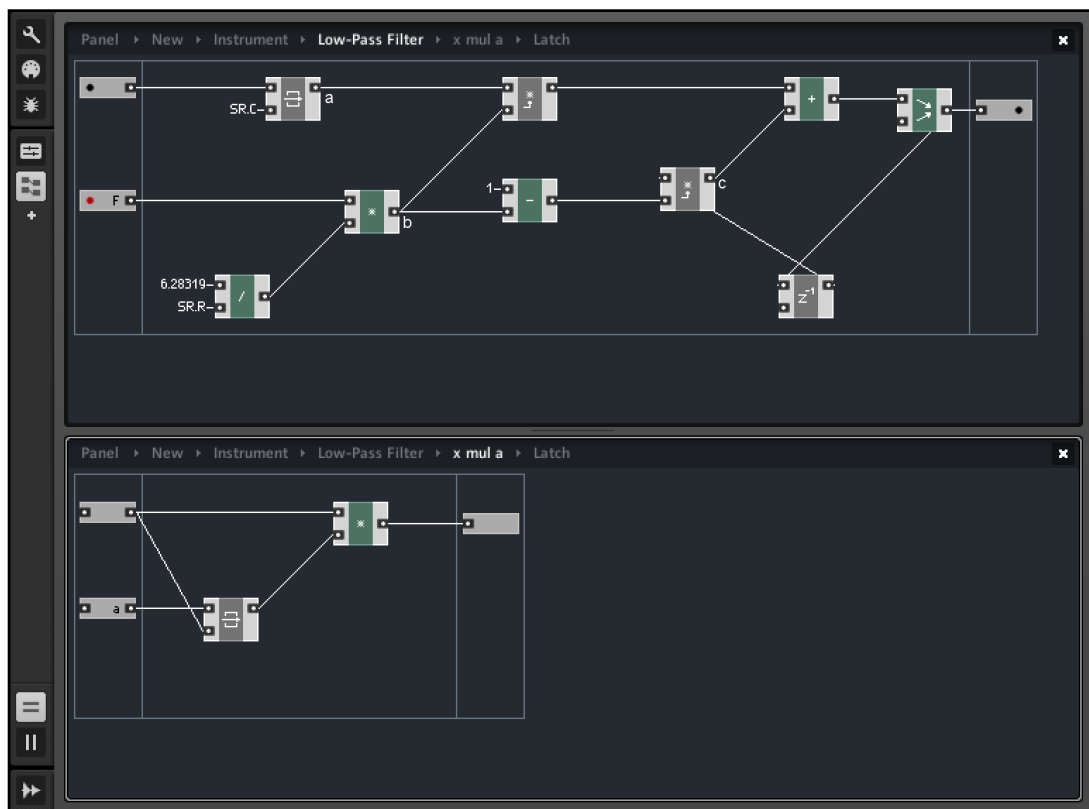 Panel ▸ New ▸ Instrument ▸ Low-Pass Filter ▸ x mul a ▸ Latch
SR.C
a
*
+
F
*
b
1
-
*
c
6.28319
SR.R
/
z⁻¹
Panel ▸ New ▸ Instrument ▸ Low-Pass Filter ▸ x mul a ▸ Latch
*
a